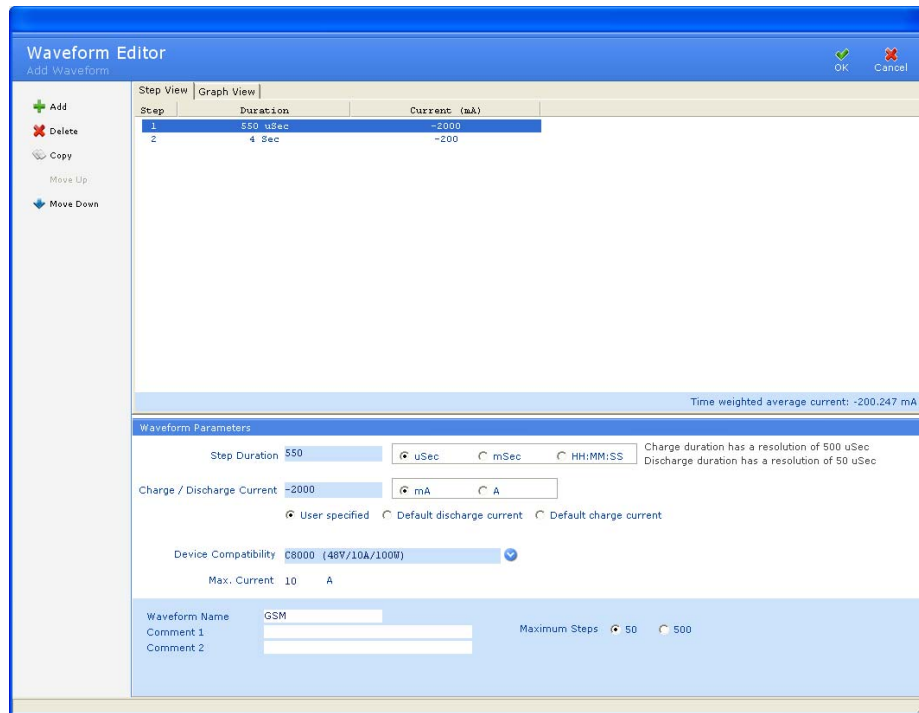 Waveform Editor
Add Waveform
OK
Cancel
Add
Delete
Copy
Move Up
Move Down
Step View Graph View
Step Duration Current (mA)
1 550 uSec -2000
2 4 Sec -200
Time weighted average current: -200.247 mA
Waveform Parameters
Step Duration 550 uSec mSec HH:MM:SS
Charge duration has a resolution of 500 uSec
Discharge duration has a resolution of 50 uSec
Charge / Discharge Current -2000 mA A
User specified Default discharge current Default charge current
Device Compatibility C8000 (48V/10A/100W)
Max. Current 10 A
Waveform Name GSM
Comment 1
Maximum Steps 50 500
Comment 2